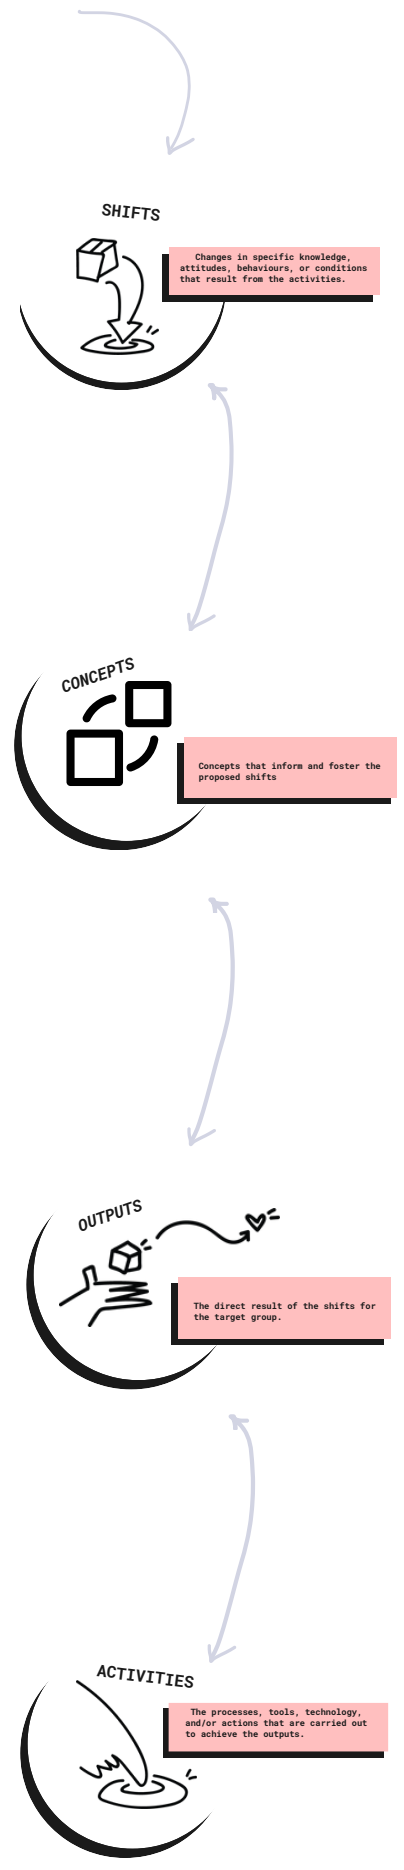 SHIFTS
Changes in specific knowledge,
attitudes, behaviours, or conditions
that result from the activities.
CONCEPTS
Concepts that inform and foster the
proposed shifts
OUTPUTS
The direct result of the shifts for
the target group.
ACTIVITIES
The processes, tools, technology,
and/or actions that are carried out
to achieve the outputs.